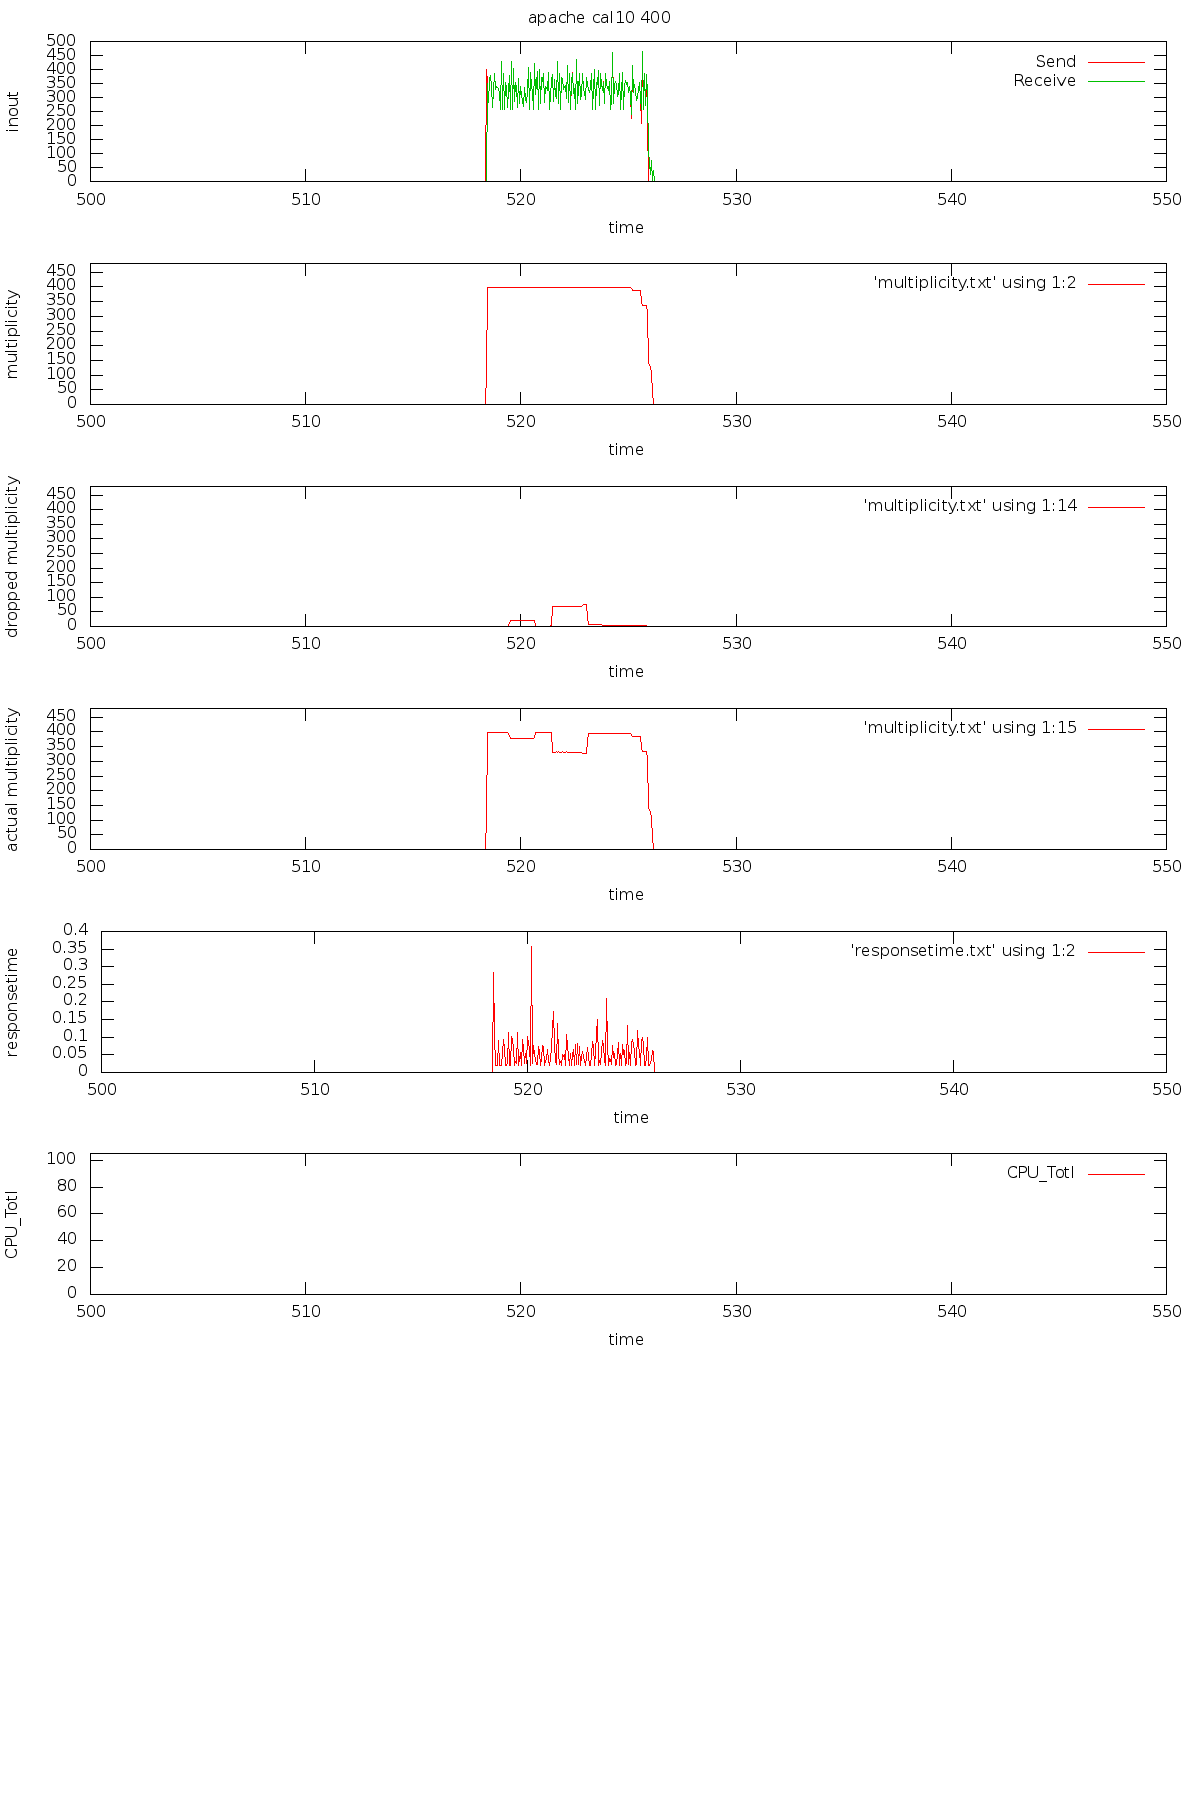 apache cal10 400
500
450
400
350
300
250
200
150
100
50
0
inout
Send
Receive
500 510 520 530 540 550
time
450
400
350
300
250
200
150
100
50
0
multiplicity
'multiplicity.txt' using 1:2
500 510 520 530 540 550
time
450
400
350
300
250
200
150
100
50
0
dropped multiplicity
'multiplicity.txt' using 1:14
500 510 520 530 540 550
time
450
400
350
300
250
200
150
100
50
0
actual multiplicity
'multiplicity.txt' using 1:15
500 510 520 530 540 550
time
0.4
0.35
0.3
0.25
0.2
0.15
0.1
0.05
0
responsetime
'responsetime.txt' using 1:2
500 510 520 530 540 550
time
100
80
60
40
20
0
CPU_Totl
CPU_Totl
500 510 520 530 540 550
time